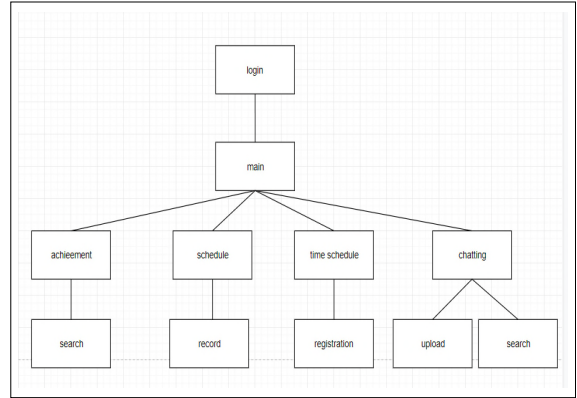 login
main
achieement
schedule
time schedule
chatting
search
record
registration
upload
search